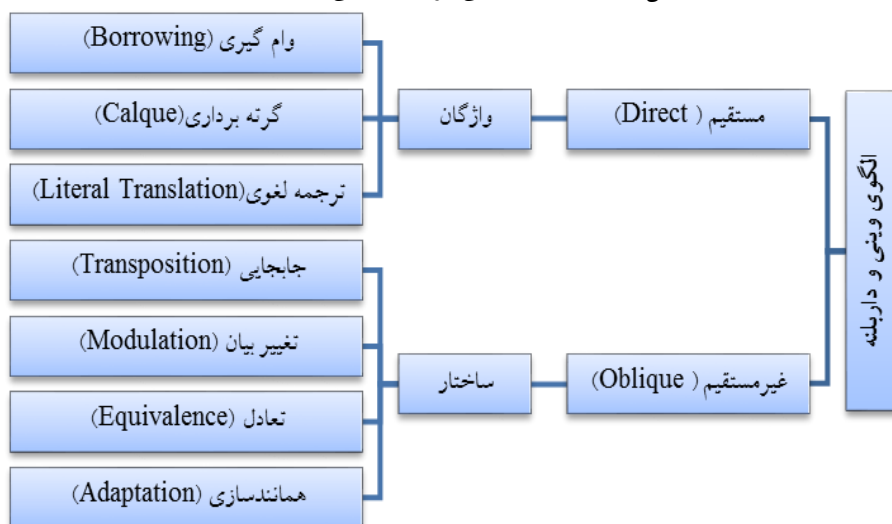 الگوی وینی و داربلنه
مستقیم ( Direct)
واژگان
وام گیری (Borrowing)
گرته برداری(Calque)
ترجمه لغوی(Literal Translation)
غیرمستقیم ( Oblique)
ساختار
جابجایی (Transposition)
تغییر بیان (Modulation)
تعادل (Equivalence)
همانندسازی (Adaptation)